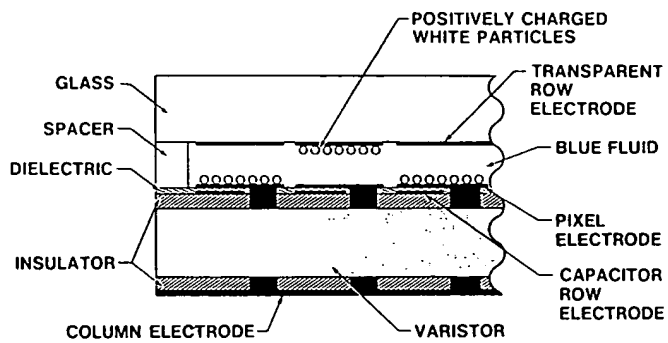 POSITIVELY CHARGED
WHITE PARTICLES
GLASS
TRANSPARENT
ROW
ELECTRODE
SPACER
BLUE FLUID
DIELECTRIC
PIXEL
ELECTRODE
INSULATOR
CAPACITOR
ROW
ELECTRODE
COLUMN ELECTRODE
VARISTOR